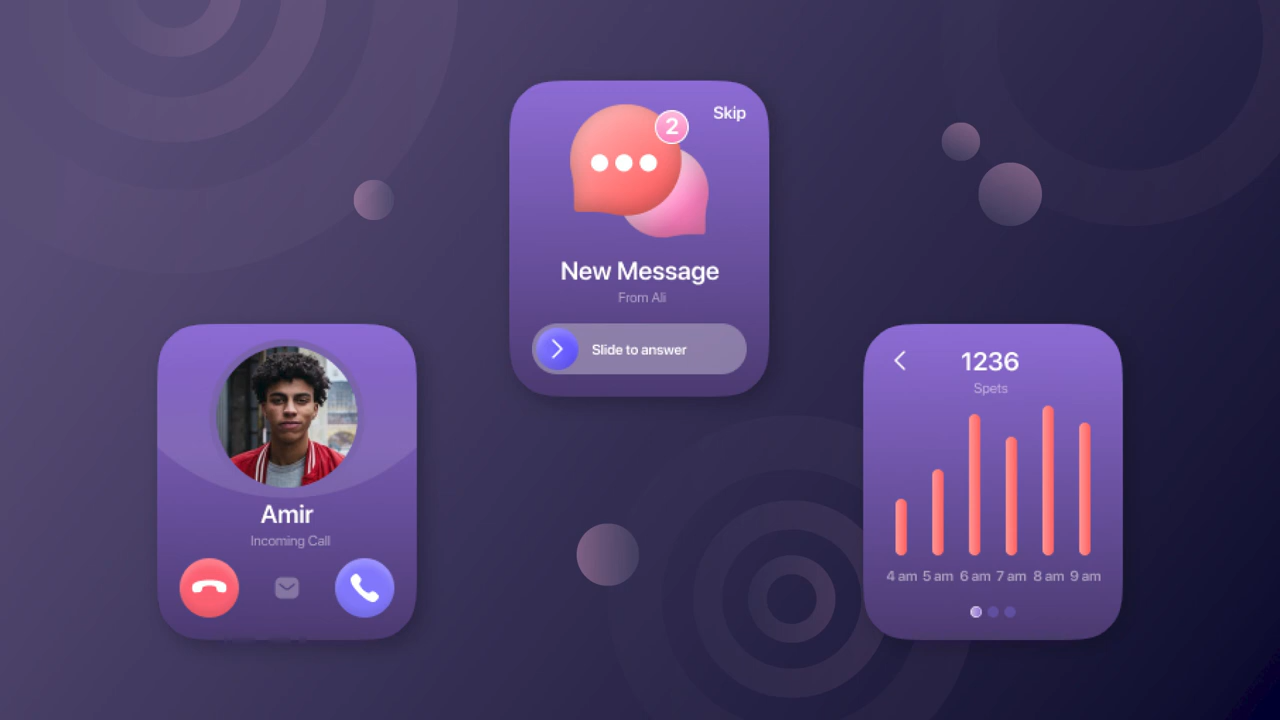 Skip
2
New Message
From Ali
Slide to answer
Amir
Incoming Call
1236
Spets
4 am 5 am 6 am 7 am 8 am 9 am